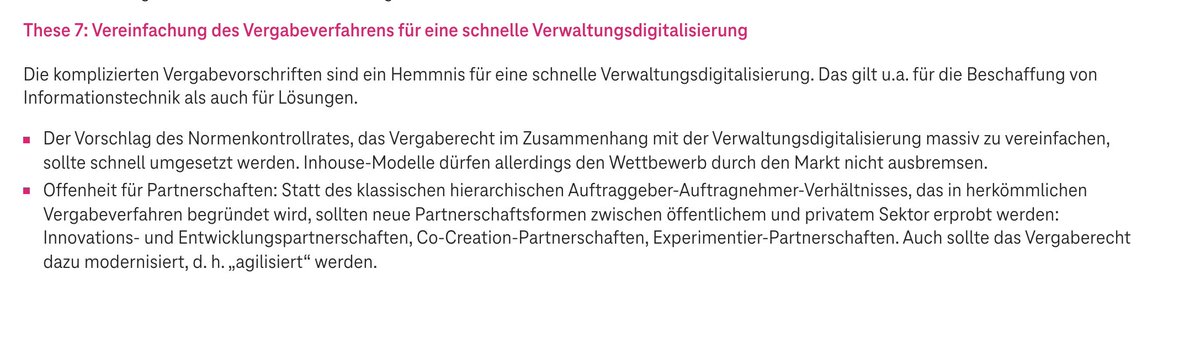 These 7: Vereinfachung des Vergabeverfahrens für eine schnelle Verwaltungsdigitalisierung
Die komplizierten Vergabevorschriften sind ein Hemmnis für eine schnelle Verwaltungsdigitalisierung. Das gilt u.a. für die Beschaffung von
Informationstechnik als auch für Lösungen.
Der Vorschlag des Normenkontrollrates, das Vergaberecht im Zusammenhang mit der Verwaltungsdigitalisierung massiv zu vereinfachen,
sollte schnell umgesetzt werden. Inhouse-Modelle dürfen allerdings den Wettbewerb durch den Markt nicht ausbremsen.
Offenheit für Partnerschaften: Statt des klassischen hierarchischen Auftraggeber-Auftragnehmer-Verhältnisses, das in herkömmlichen
Vergabeverfahren begründet wird, sollten neue Partnerschaftsformen zwischen öffentlichem und privatem Sektor erprobt werden:
Innovations- und Entwicklungspartnerschaften, Co-Creation-Partnerschaften, Experimentier-Partnerschaften. Auch sollte das Vergaberecht
dazu modernisiert, d. h. „agilisiert“ werden.